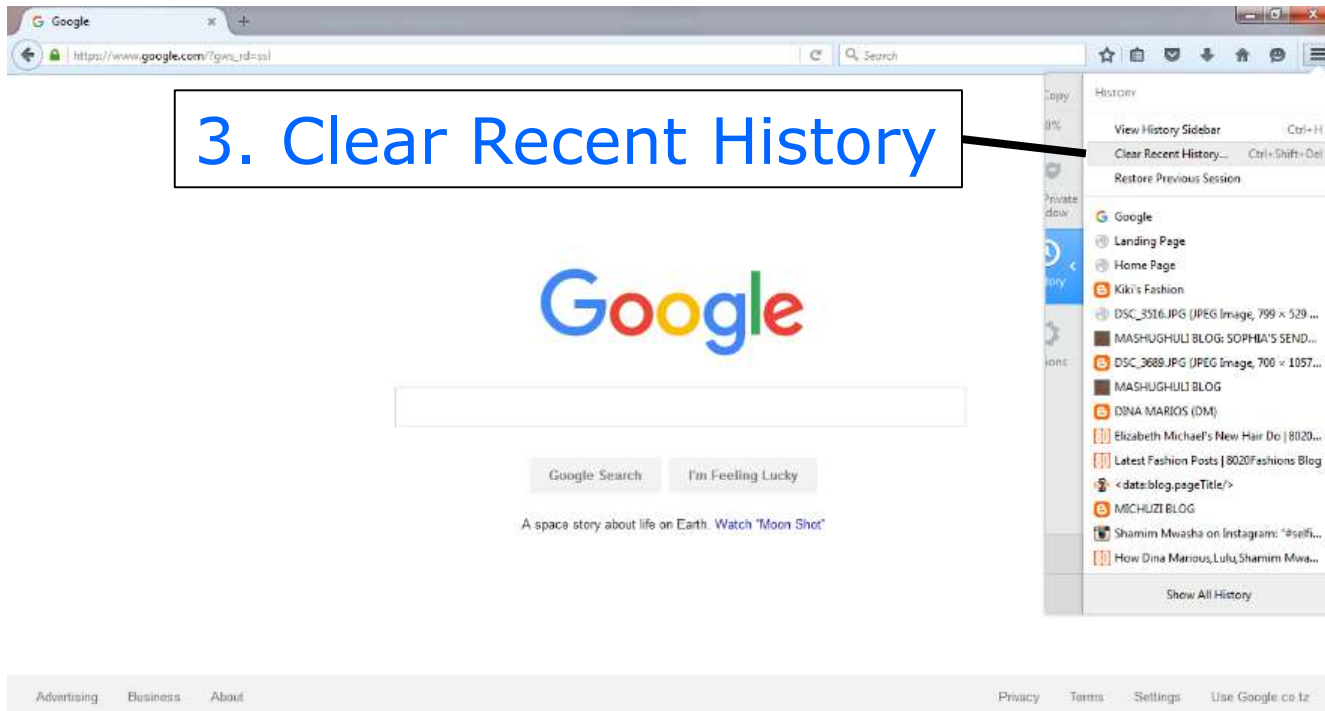 Google
https://www.google.com/?gws_rd=ssl
Search
3. Clear Recent History
Copy
Private
History
View History Sidebar Ctrl+H
Clear Recent History... Ctrl+Shift+Del
Restore Previous Session
Google
Landing Page
Home Page
Kiki's Fashion
DSC_3516.JPG (JPEG Image, 799 × 529 ...
MASHUGHULI BLOG: SOPHIA'S SEND...
DSC_3689.JPG (JPEG Image, 700 × 1057...
MASHUGHULI BLOG
DINA MARIOS (DM)
Elizabeth Michael's New Hair Do | 8020...
Latest Fashion Posts | 8020Fashions Blog
<data:blog.pageTitle/>
MICHUZI BLOG
Shamim Mwasha on Instagram: "#selfi...
How Dina Marious,Lulu,Shamim Mwa...
Show All History
Google
Google Search I'm Feeling Lucky
A space story about life on Earth. Watch "Moon Shot"
Advertising Business About Privacy Terms Settings Use Google.co.tz